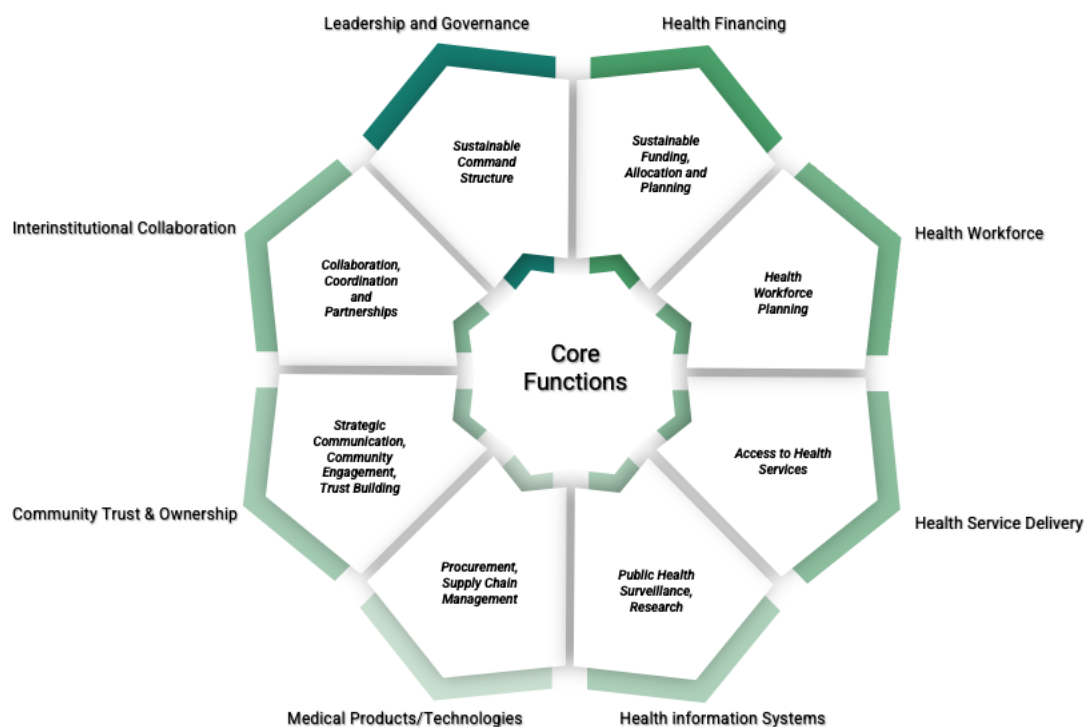 Leadership and Governance
Health Financing
Sustainable
Command
Structure
Sustainable
Funding,
Allocation and
Planning
Interinstitutional Collaboration
Health Workforce
Collaboration,
Coordination
and
Partnerships
Health
Workforce
Planning
Core
Functions
Strategic
Communication,
Community
Engagement,
Trust Building
Access to Health
Services
Community Trust & Ownership
Health Service Delivery
Procurement,
Supply Chain
Management
Public Health
Surveillance,
Research
Medical Products/Technologies
Health information Systems